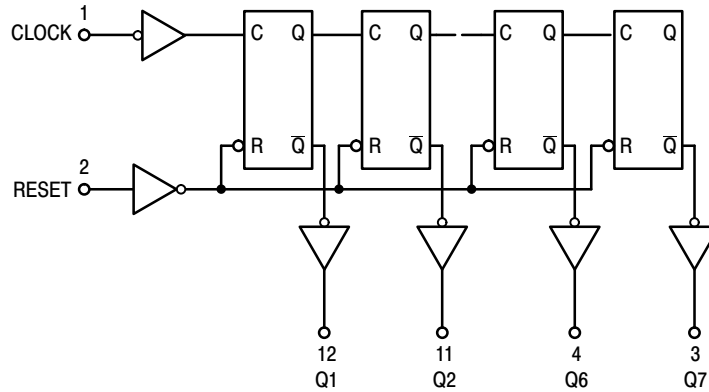 1
CLOCK
C Q C Q C Q C Q
R Q̅ R Q̅ R Q̅ R Q̅
2
RESET
12 11 4 3
Q1 Q2 Q6 Q7